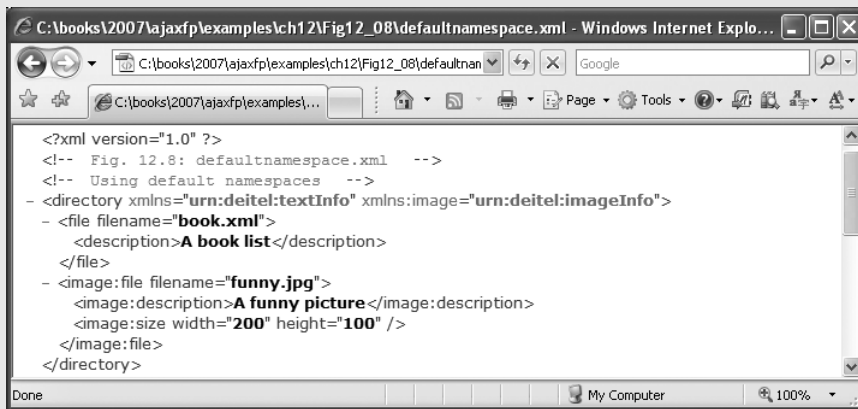 C:\books\2007\ajaxfp\examples\ch12\Fig12_08\defaultnamespace.xml - Windows Internet Explo...
C:\books\2007\ajaxfp\examples\ch12\Fig12_08\defaultnan
Google
C:\books\2007\ajaxfp\examples\...
Page
Tools
<?xml version="1.0" ?>
<!-- Fig. 12.8: defaultnamespace.xml -->
<!-- Using default namespaces -->
- <directory xmlns="urn:deitel:textInfo" xmlns:image="urn:deitel:imageInfo">
- <file filename="book.xml">
<description>A book list</description>
</file>
- <image:file filename="funny.jpg">
<image:description>A funny picture</image:description>
<image:size width="200" height="100" />
</image:file>
</directory>
Done
My Computer
100%